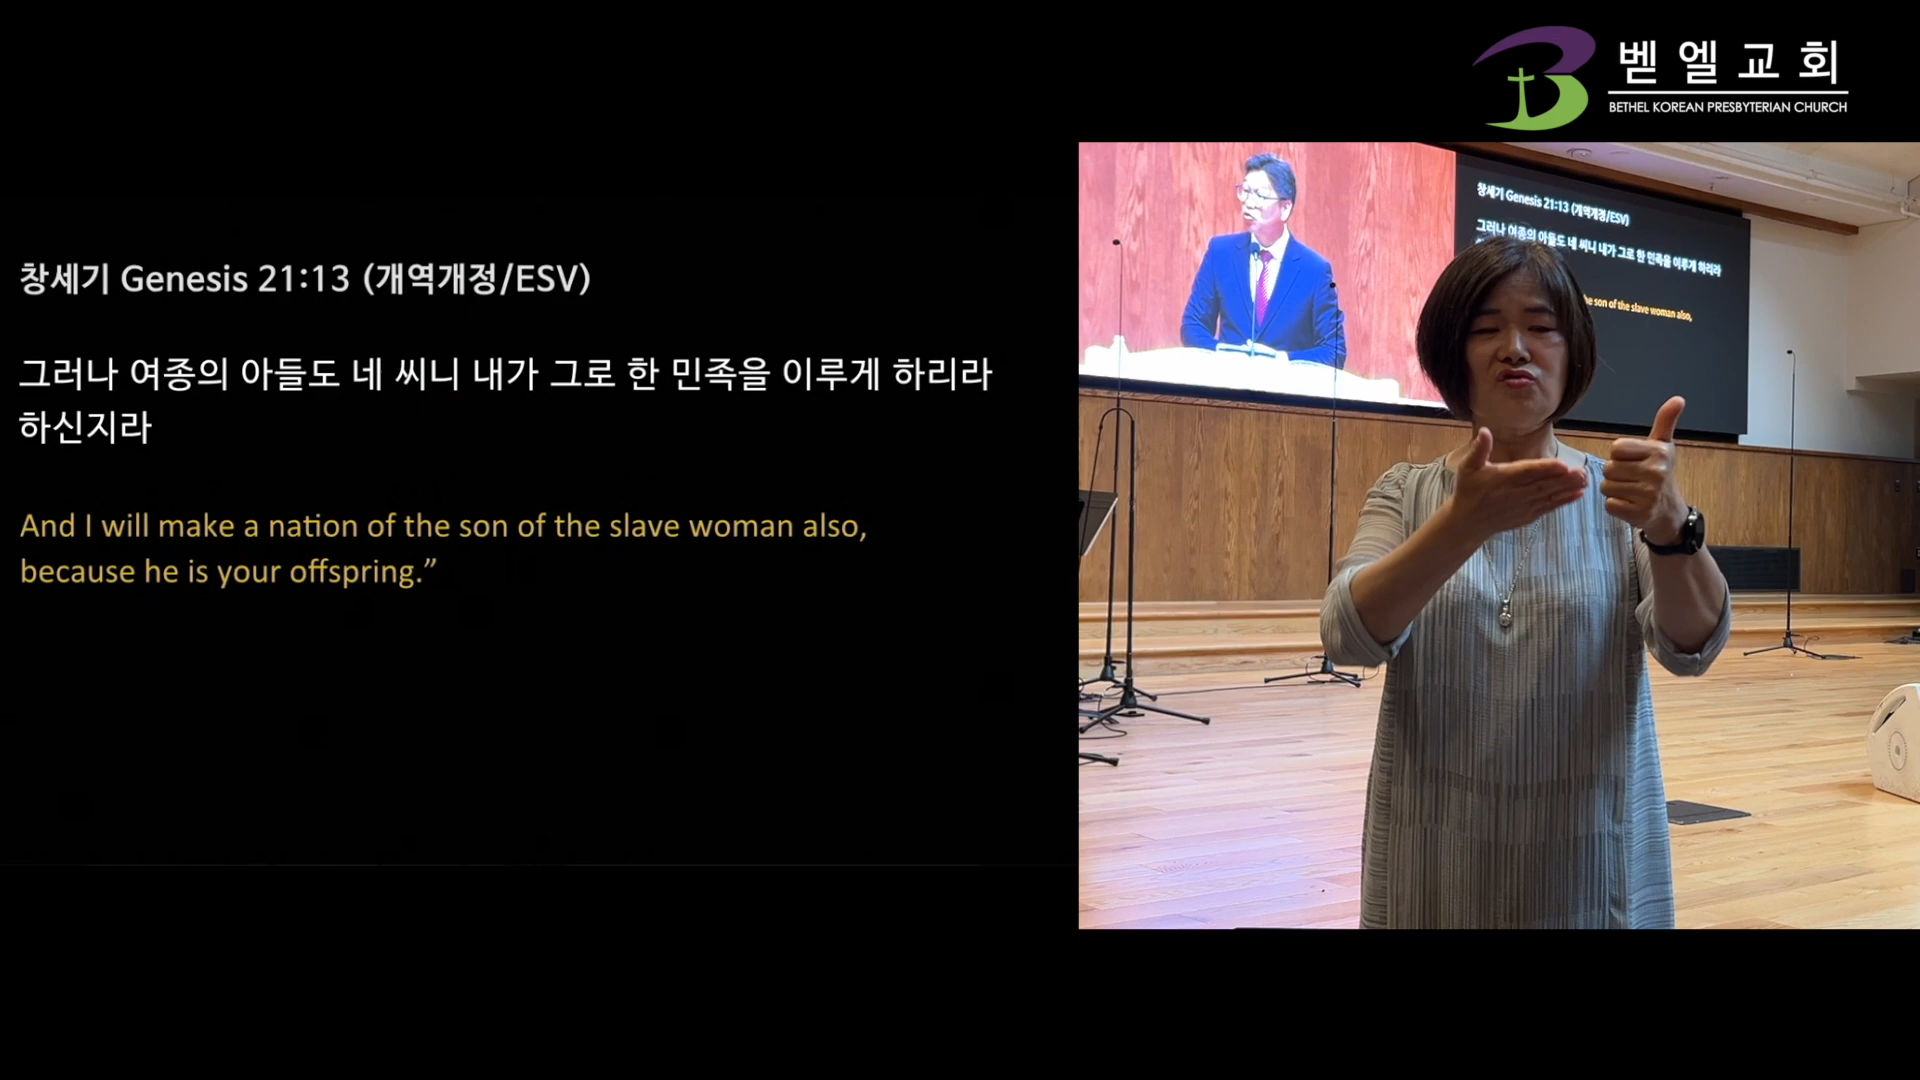 벧엘교회
BETHEL KOREAN PRESBYTERIAN CHURCH
창세기 Genesis 21:13 (개역개정/ESV)
그러나 여종의 아들도 네 씨니 내가 그로 한 민족을 이루게 하리라
하신지라
And I will make a nation of the son of the slave woman also,
because he is your offspring.”
창세기 Genesis 21:13 (개역개정/ESV)
그러나 여종의 아들도 네 씨니 내가 그로 한 민족을 이루게 하리라
he son of the slave woman also,